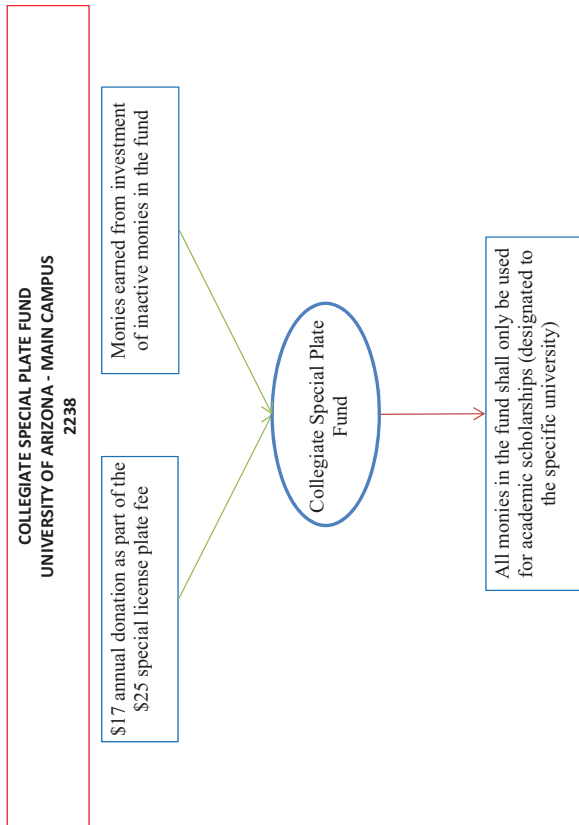 COLLEGIATE SPECIAL PLATE FUND
UNIVERSITY OF ARIZONA - MAIN CAMPUS
2238
$17 annual donation as part of the
$25 special license plate fee
Monies earned from investment
of inactive monies in the fund
Collegiate Special Plate
Fund
All monies in the fund shall only be used
for academic scholarships (designated to
the specific university)